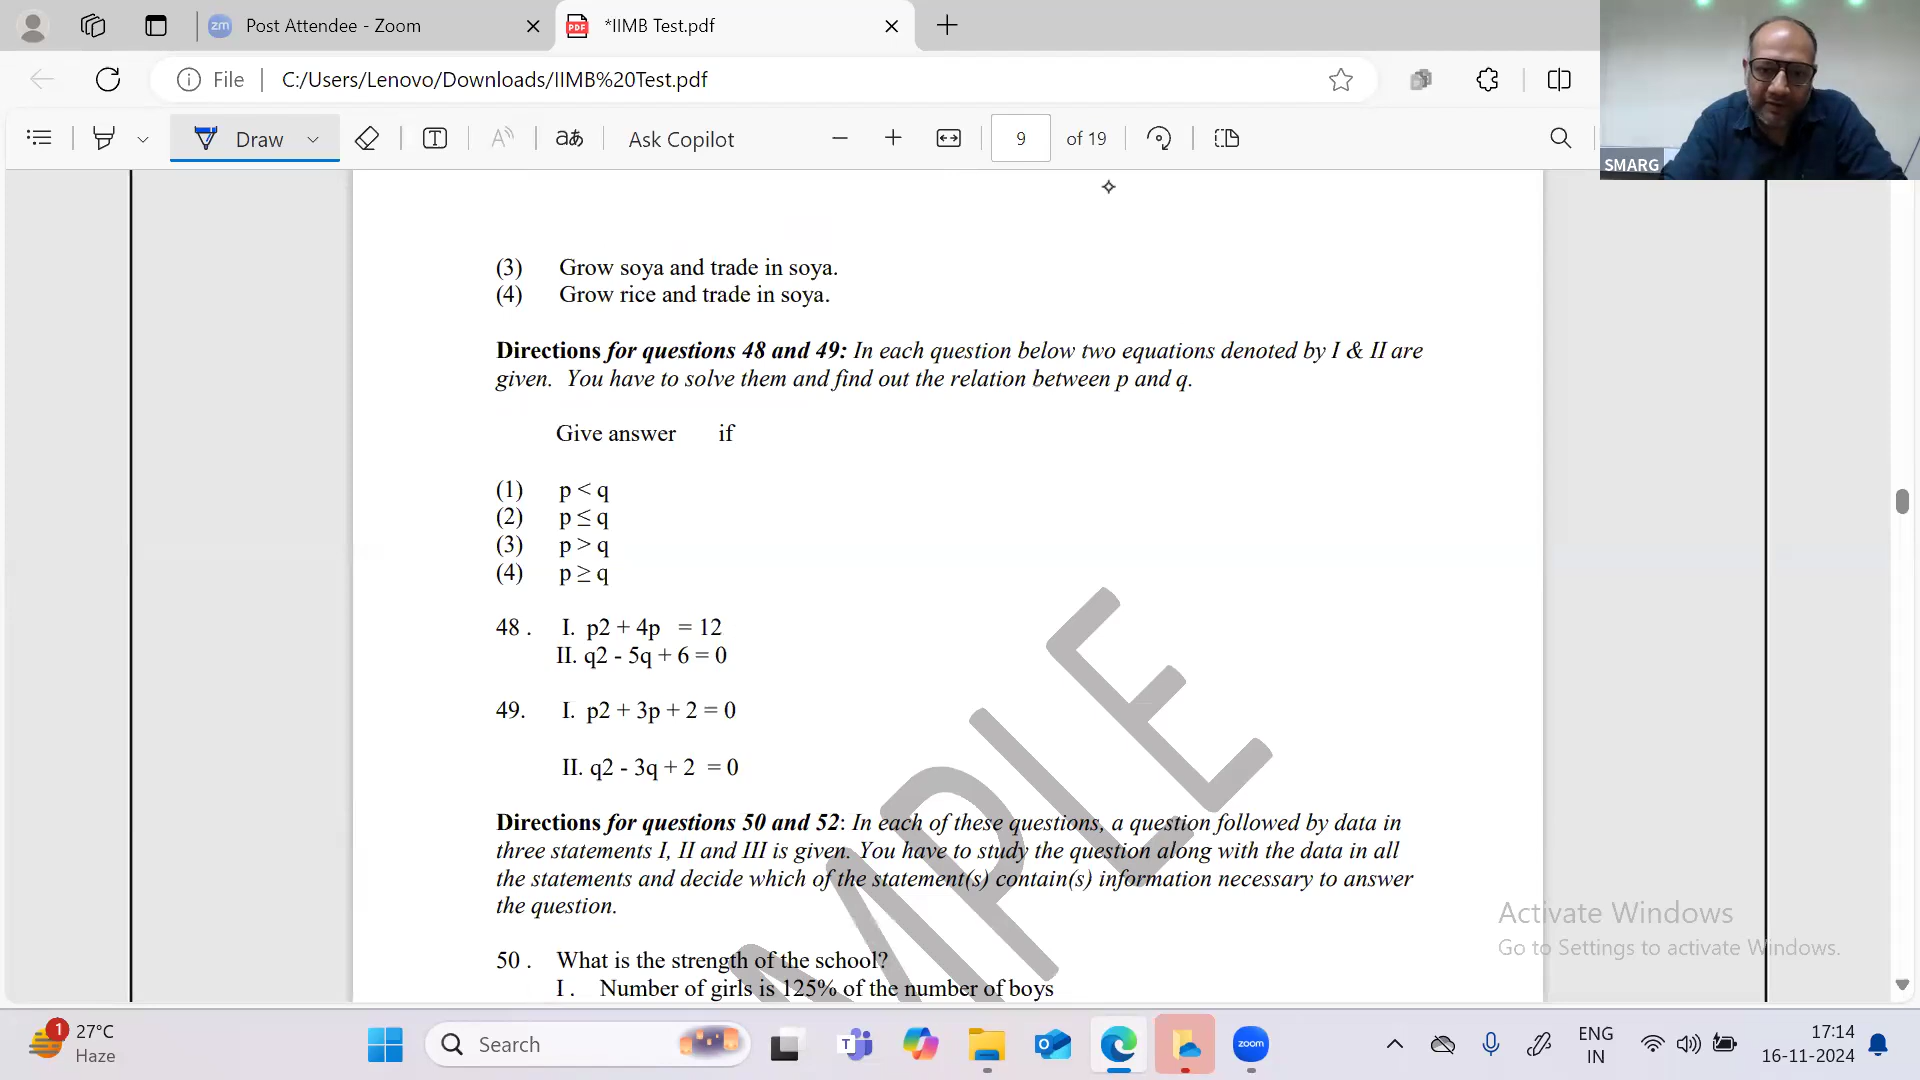 Post Attendee - Zoom
*IIMB Test.pdf
File
C:/Users/Lenovo/Downloads/IIMB%20Test.pdf
Draw
Ask Copilot
9
of 19
SMARG
(3) Grow soya and trade in soya.
(4) Grow rice and trade in soya.
Directions for questions 48 and 49: In each question below two equations denoted by I & II are
given. You have to solve them and find out the relation between p and q.
Give answer if
(1) p < q
(2) p ≤ q
(3) p > q
(4) p ≥ q
48 . I. p2 + 4p = 12
II. q2 - 5q + 6 = 0
49. I. p2 + 3p + 2 = 0
II. q2 - 3q + 2 = 0
Directions for questions 50 and 52: In each of these questions, a question followed by data in
three statements I, II and III is given. You have to study the question along with the data in all
the statements and decide which of the statement(s) contain(s) information necessary to answer
the question.
50 . What is the strength of the school?
I . Number of girls is 125% of the number of boys
MPLE
Activate Windows
Go to Settings to activate Windows.
1
27°C
Haze
Search
zoom
ENG
IN
17:14
16-11-2024